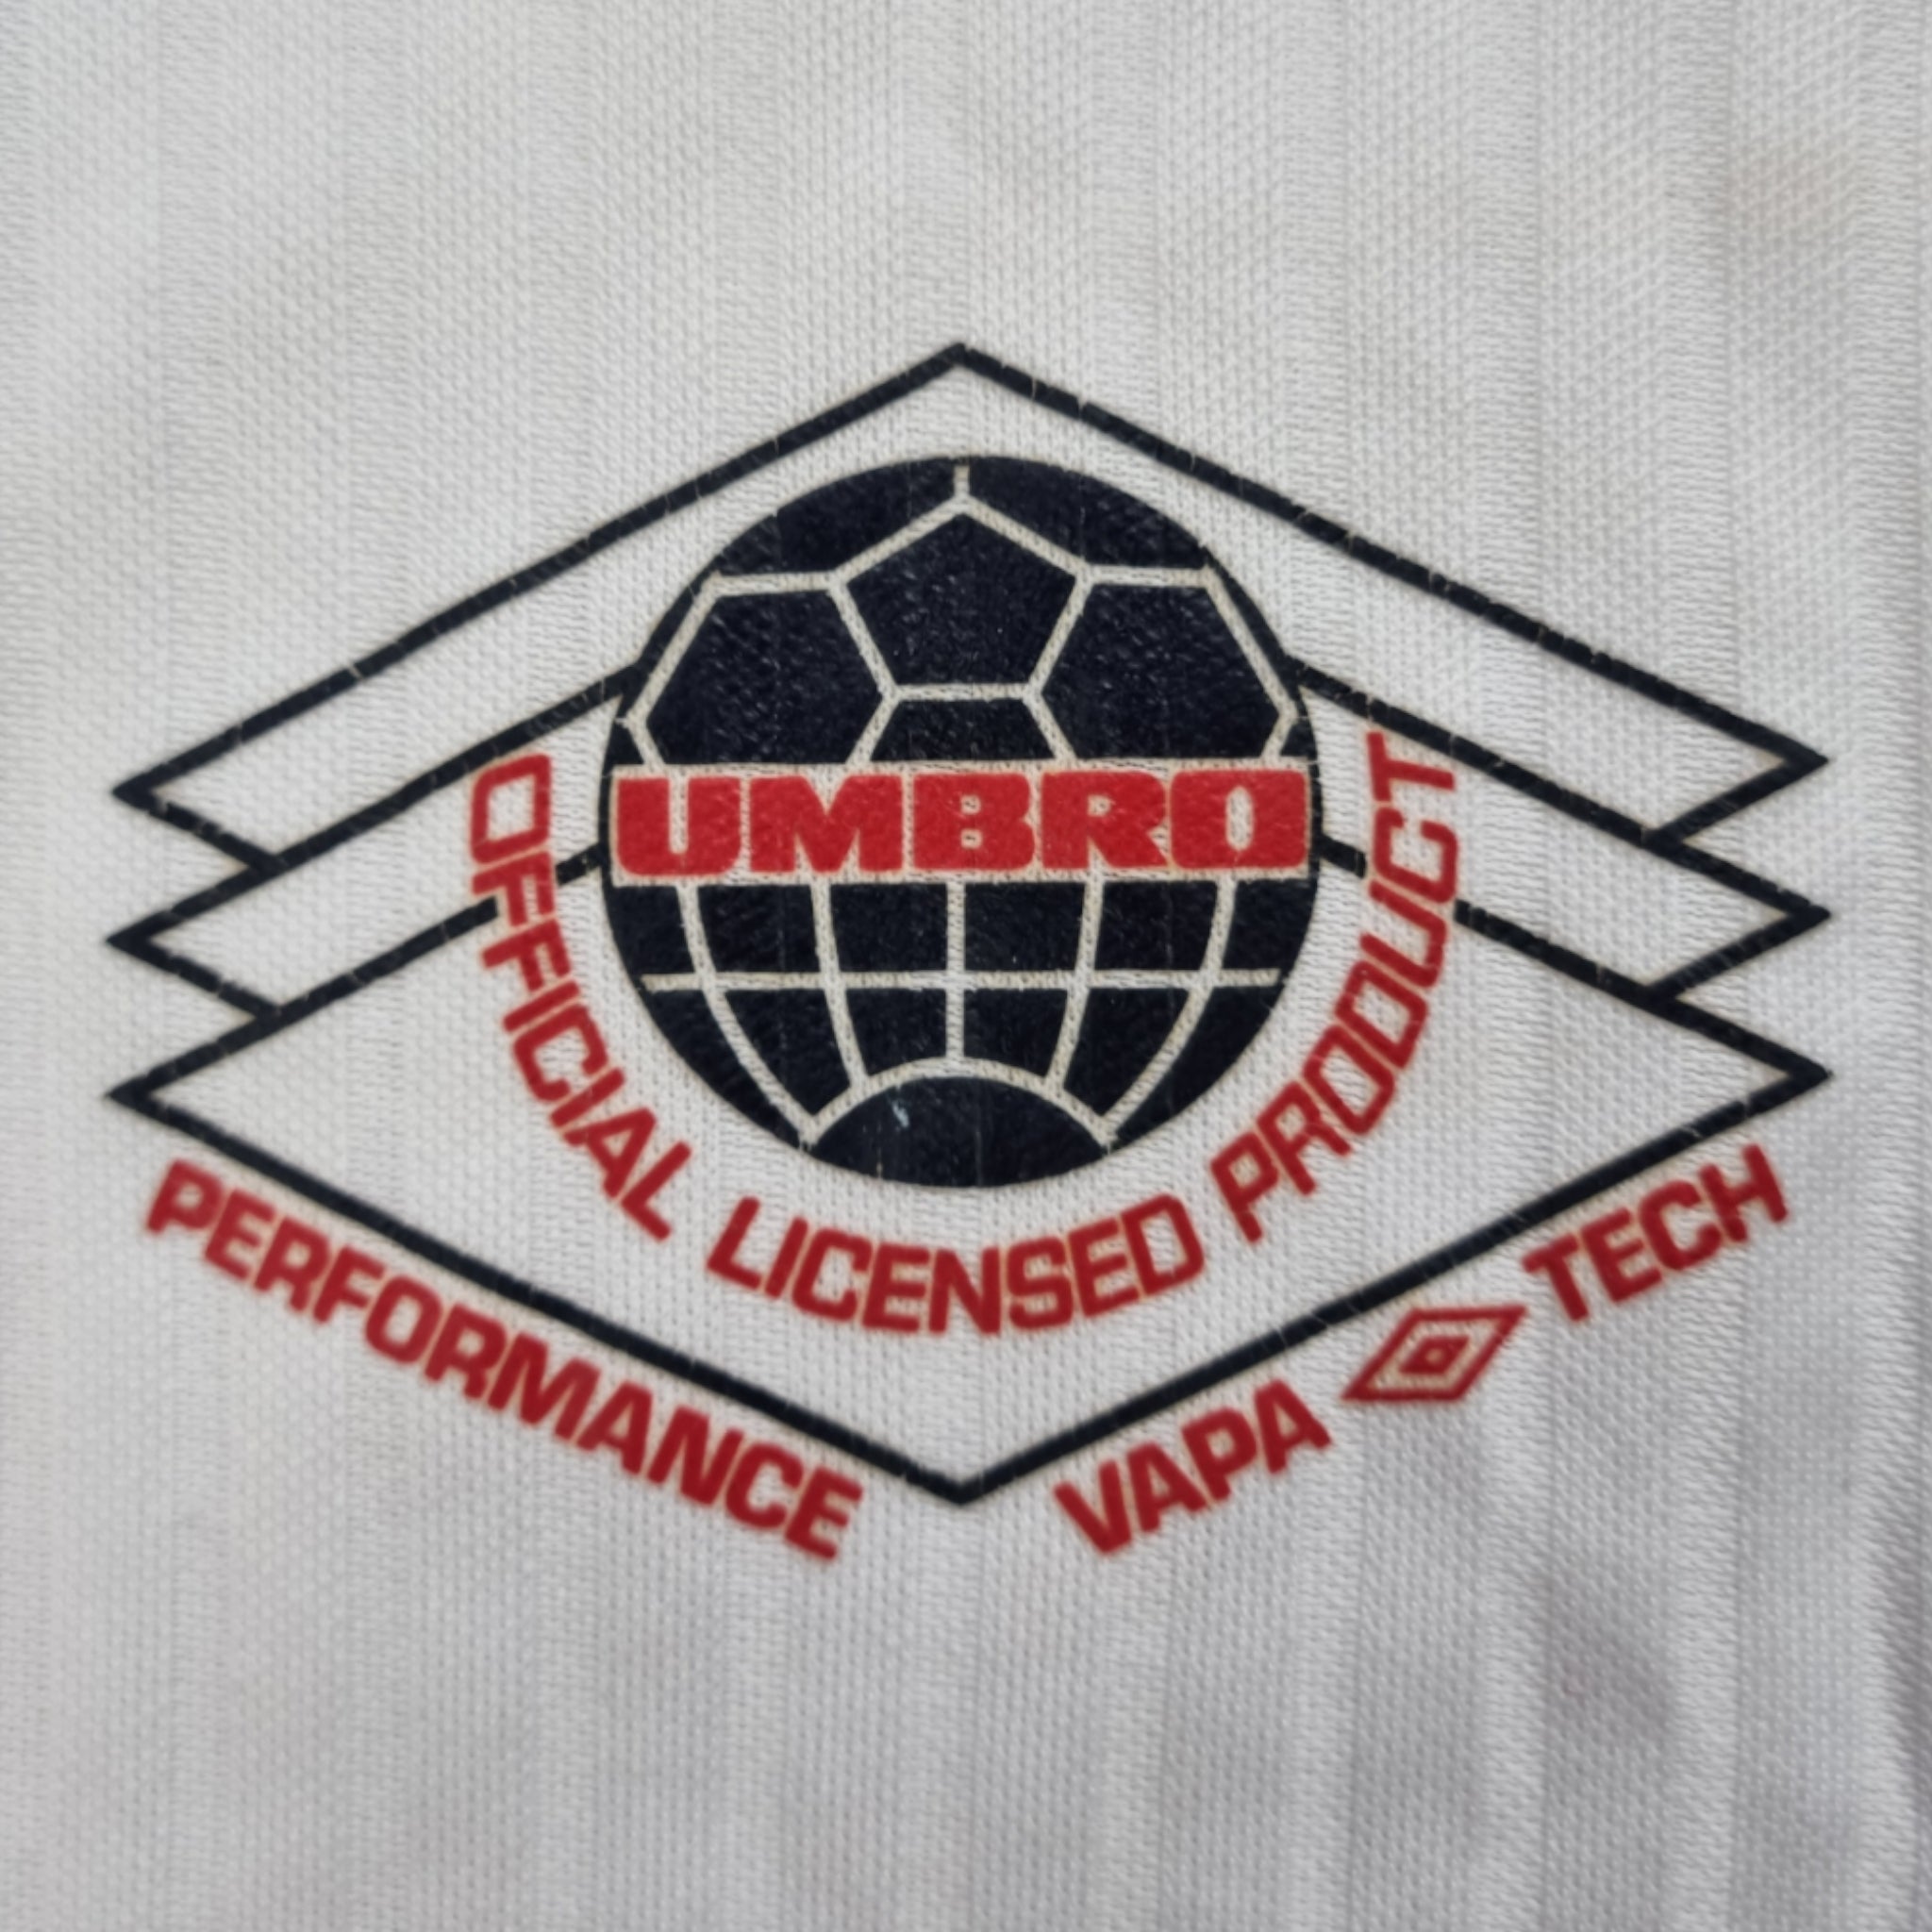 UMBRO
OFFICIAL LICENSED PRODUCT
PERFORMANCE
VAPA TECH